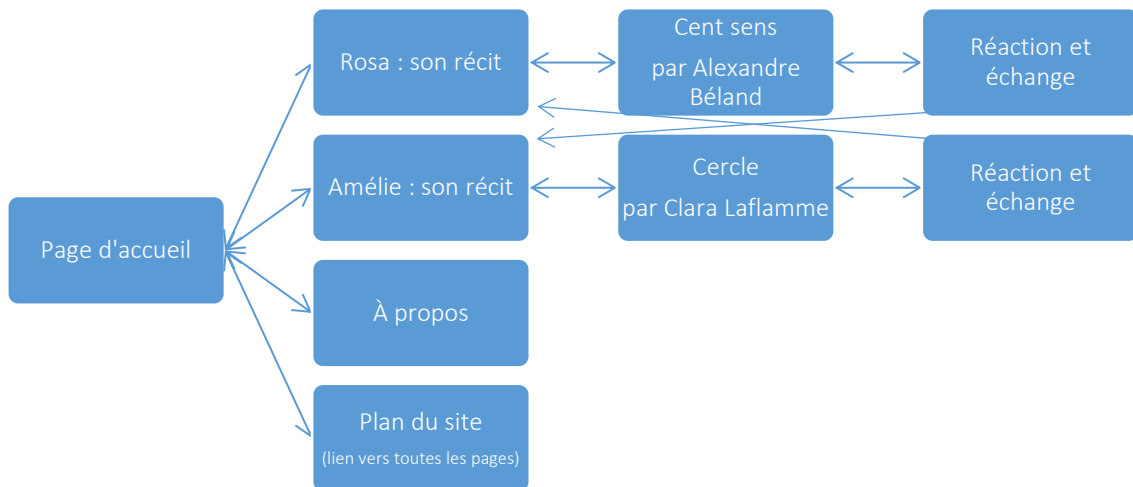 Rosa : son récit
Cent sens
par Alexandre
Béland
Réaction et
échange
Amélie : son récit
Cercle
par Clara Laflamme
Réaction et
échange
Page d'accueil
À propos
Plan du site
(lien vers toutes les pages)